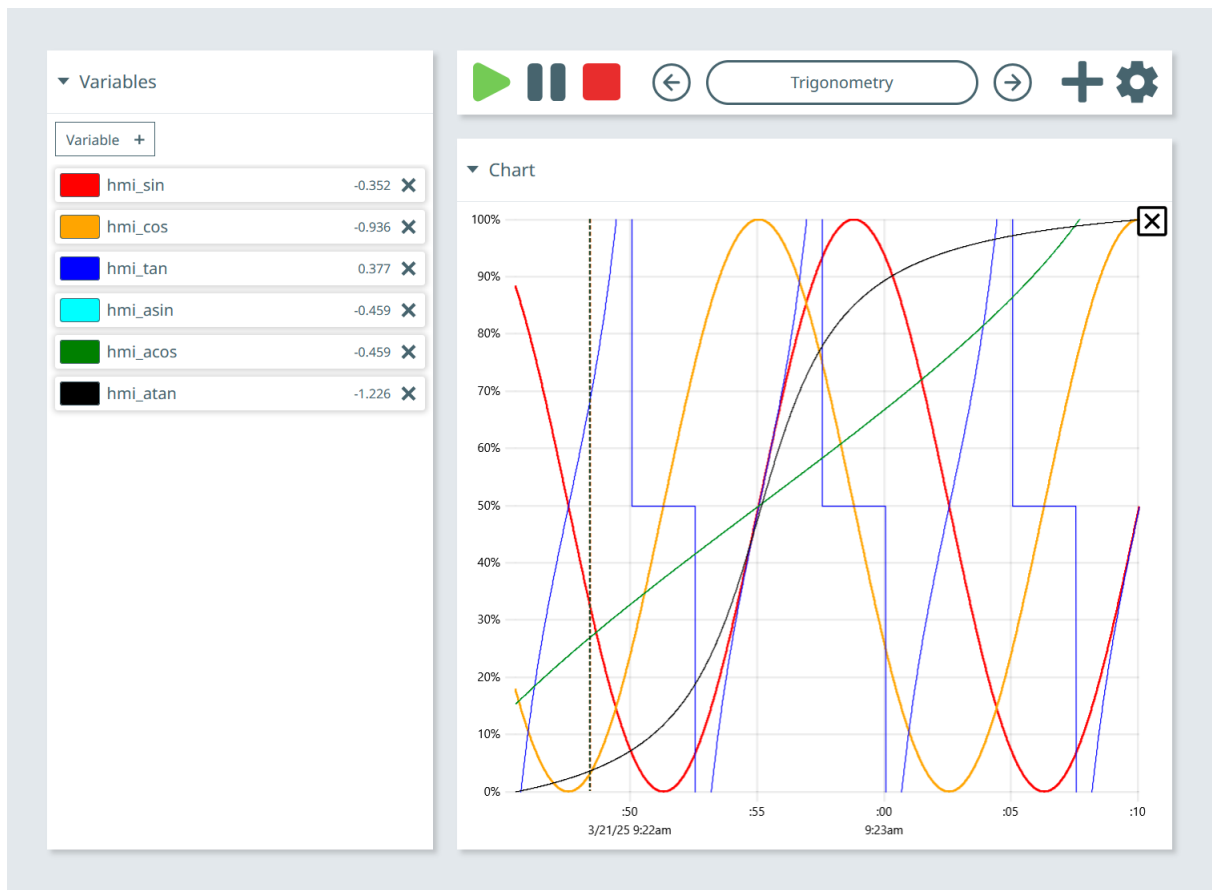 Variables
Variable +
hmi_sin -0.352
hmi_cos -0.936
hmi_tan 0.377
hmi_asin -0.459
hmi_acos -0.459
hmi_atan -1.226
Trigonometry
Chart
100%
90%
80%
70%
60%
50%
40%
30%
20%
10%
0%
:50 :55 :00 :05 :10
3/21/25 9:22am 9:23am